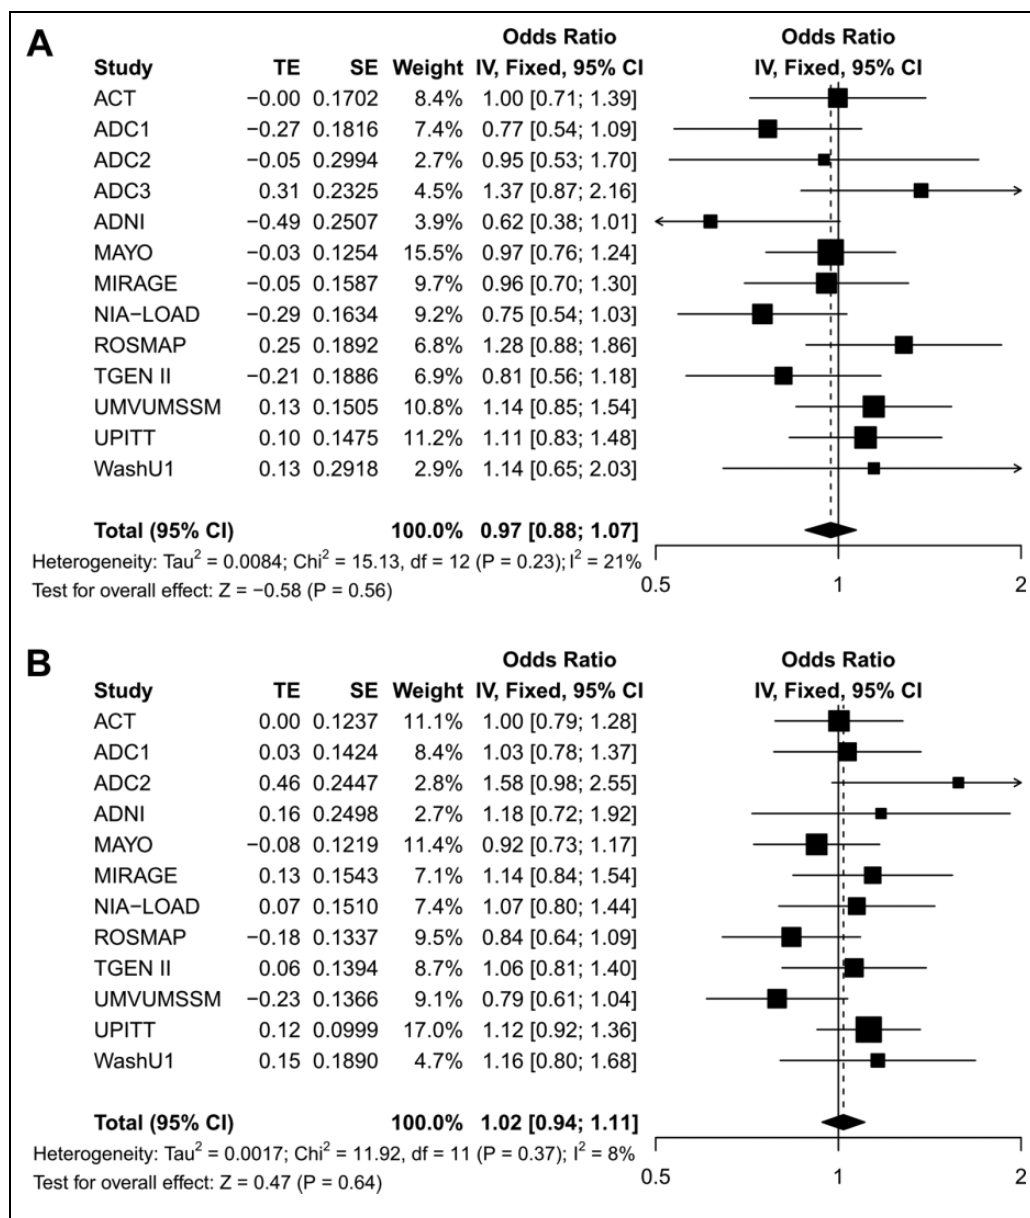 A
Odds Ratio Odds Ratio
Study TE SE Weight IV, Fixed, 95% CI IV, Fixed, 95% CI
ACT −0.00 0.1702 8.4% 1.00 [0.71; 1.39]
ADC1 −0.27 0.1816 7.4% 0.77 [0.54; 1.09]
ADC2 −0.05 0.2994 2.7% 0.95 [0.53; 1.70]
ADC3 0.31 0.2325 4.5% 1.37 [0.87; 2.16]
ADNI −0.49 0.2507 3.9% 0.62 [0.38; 1.01]
MAYO −0.03 0.1254 15.5% 0.97 [0.76; 1.24]
MIRAGE −0.05 0.1587 9.7% 0.96 [0.70; 1.30]
NIA−LOAD −0.29 0.1634 9.2% 0.75 [0.54; 1.03]
ROSMAP 0.25 0.1892 6.8% 1.28 [0.88; 1.86]
TGEN II −0.21 0.1886 6.9% 0.81 [0.56; 1.18]
UMVUMSSM 0.13 0.1505 10.8% 1.14 [0.85; 1.54]
UPITT 0.10 0.1475 11.2% 1.11 [0.83; 1.48]
WashU1 0.13 0.2918 2.9% 1.14 [0.65; 2.03]
Total (95% CI) 100.0% 0.97 [0.88; 1.07]
Heterogeneity: Tau² = 0.0084; Chi² = 15.13, df = 12 (P = 0.23); I² = 21%
Test for overall effect: Z = −0.58 (P = 0.56)
0.5 1 2
B
Odds Ratio Odds Ratio
Study TE SE Weight IV, Fixed, 95% CI IV, Fixed, 95% CI
ACT 0.00 0.1237 11.1% 1.00 [0.79; 1.28]
ADC1 0.03 0.1424 8.4% 1.03 [0.78; 1.37]
ADC2 0.46 0.2447 2.8% 1.58 [0.98; 2.55]
ADNI 0.16 0.2498 2.7% 1.18 [0.72; 1.92]
MAYO −0.08 0.1219 11.4% 0.92 [0.73; 1.17]
MIRAGE 0.13 0.1543 7.1% 1.14 [0.84; 1.54]
NIA−LOAD 0.07 0.1510 7.4% 1.07 [0.80; 1.44]
ROSMAP −0.18 0.1337 9.5% 0.84 [0.64; 1.09]
TGEN II 0.06 0.1394 8.7% 1.06 [0.81; 1.40]
UMVUMSSM −0.23 0.1366 9.1% 0.79 [0.61; 1.04]
UPITT 0.12 0.0999 17.0% 1.12 [0.92; 1.36]
WashU1 0.15 0.1890 4.7% 1.16 [0.80; 1.68]
Total (95% CI) 100.0% 1.02 [0.94; 1.11]
Heterogeneity: Tau² = 0.0017; Chi² = 11.92, df = 11 (P = 0.37); I² = 8%
Test for overall effect: Z = 0.47 (P = 0.64)
0.5 1 2